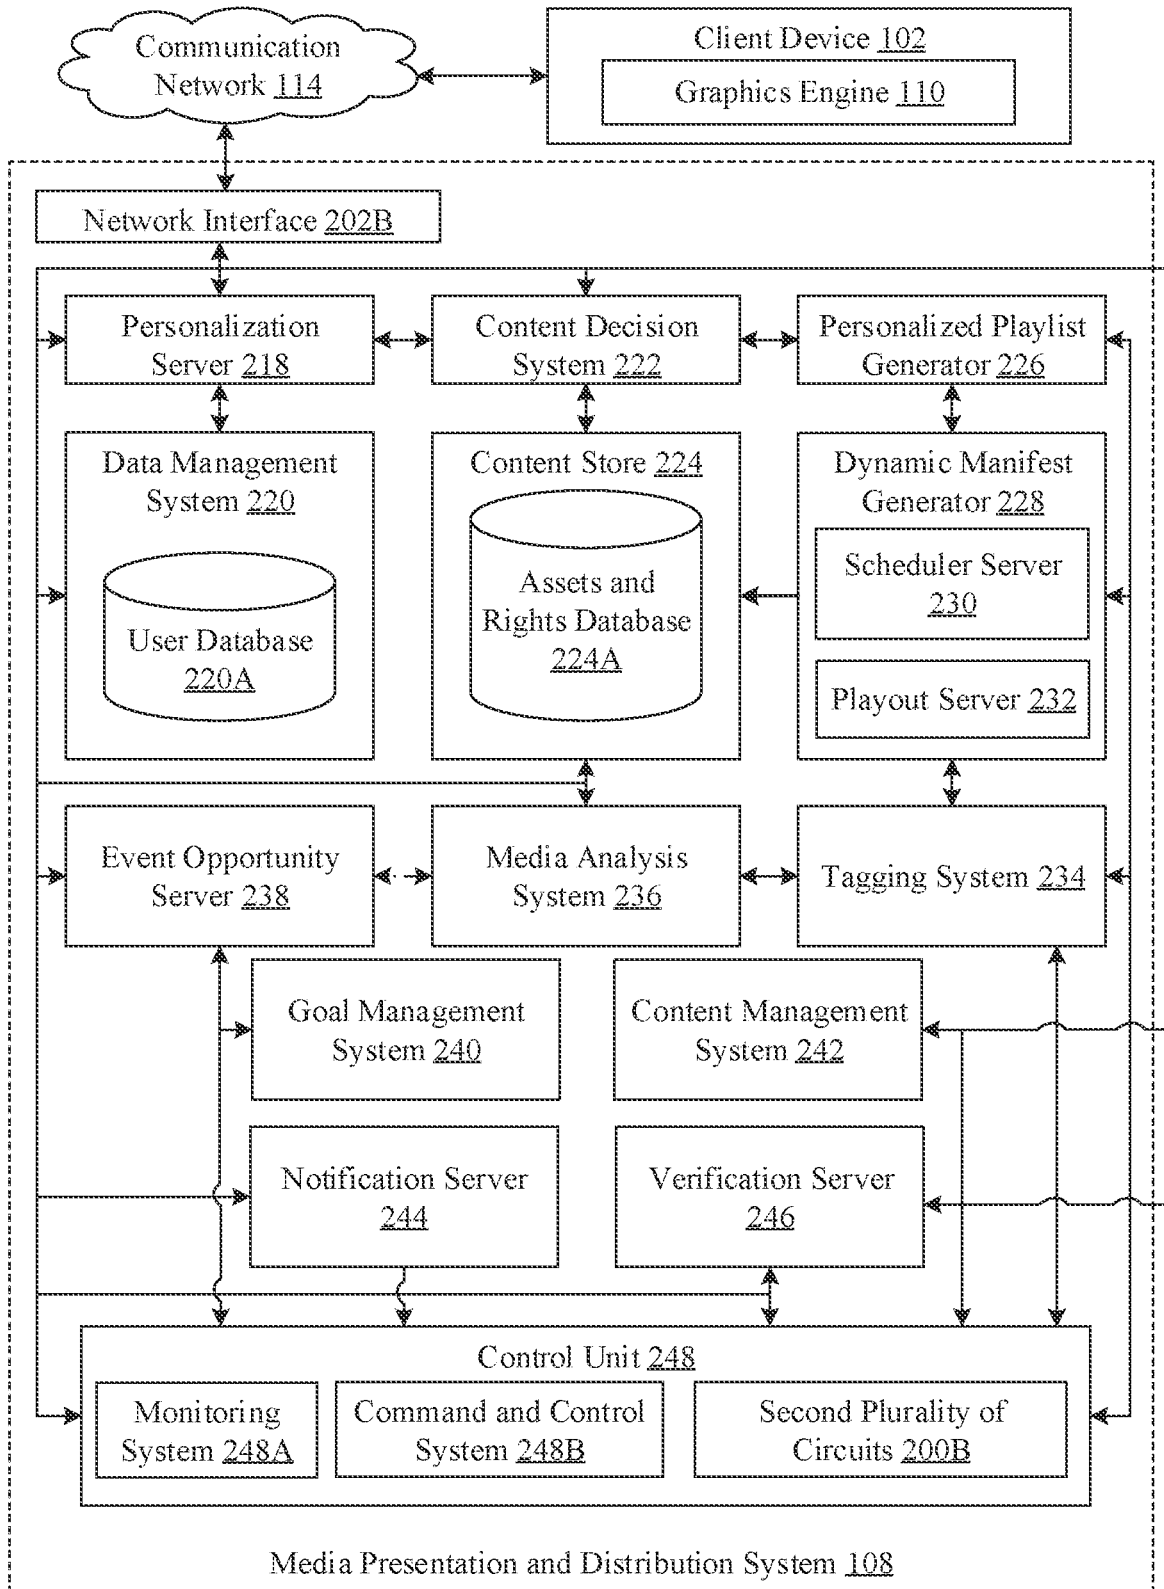 Communication
Network 114
Client Device 102
Graphics Engine 110
Network Interface 202B
Personalization
Server 218
Content Decision
System 222
Personalized Playlist
Generator 226
Data Management
System 220
User Database
220A
Content Store 224
Assets and
Rights Database
224A
Dynamic Manifest
Generator 228
Scheduler Server
230
Playout Server 232
Event Opportunity
Server 238
Media Analysis
System 236
Tagging System 234
Goal Management
System 240
Content Management
System 242
Notification Server
244
Verification Server
246
Control Unit 248
Monitoring
System 248A
Command and Control
System 248B
Second Plurality of
Circuits 200B
Media Presentation and Distribution System 108